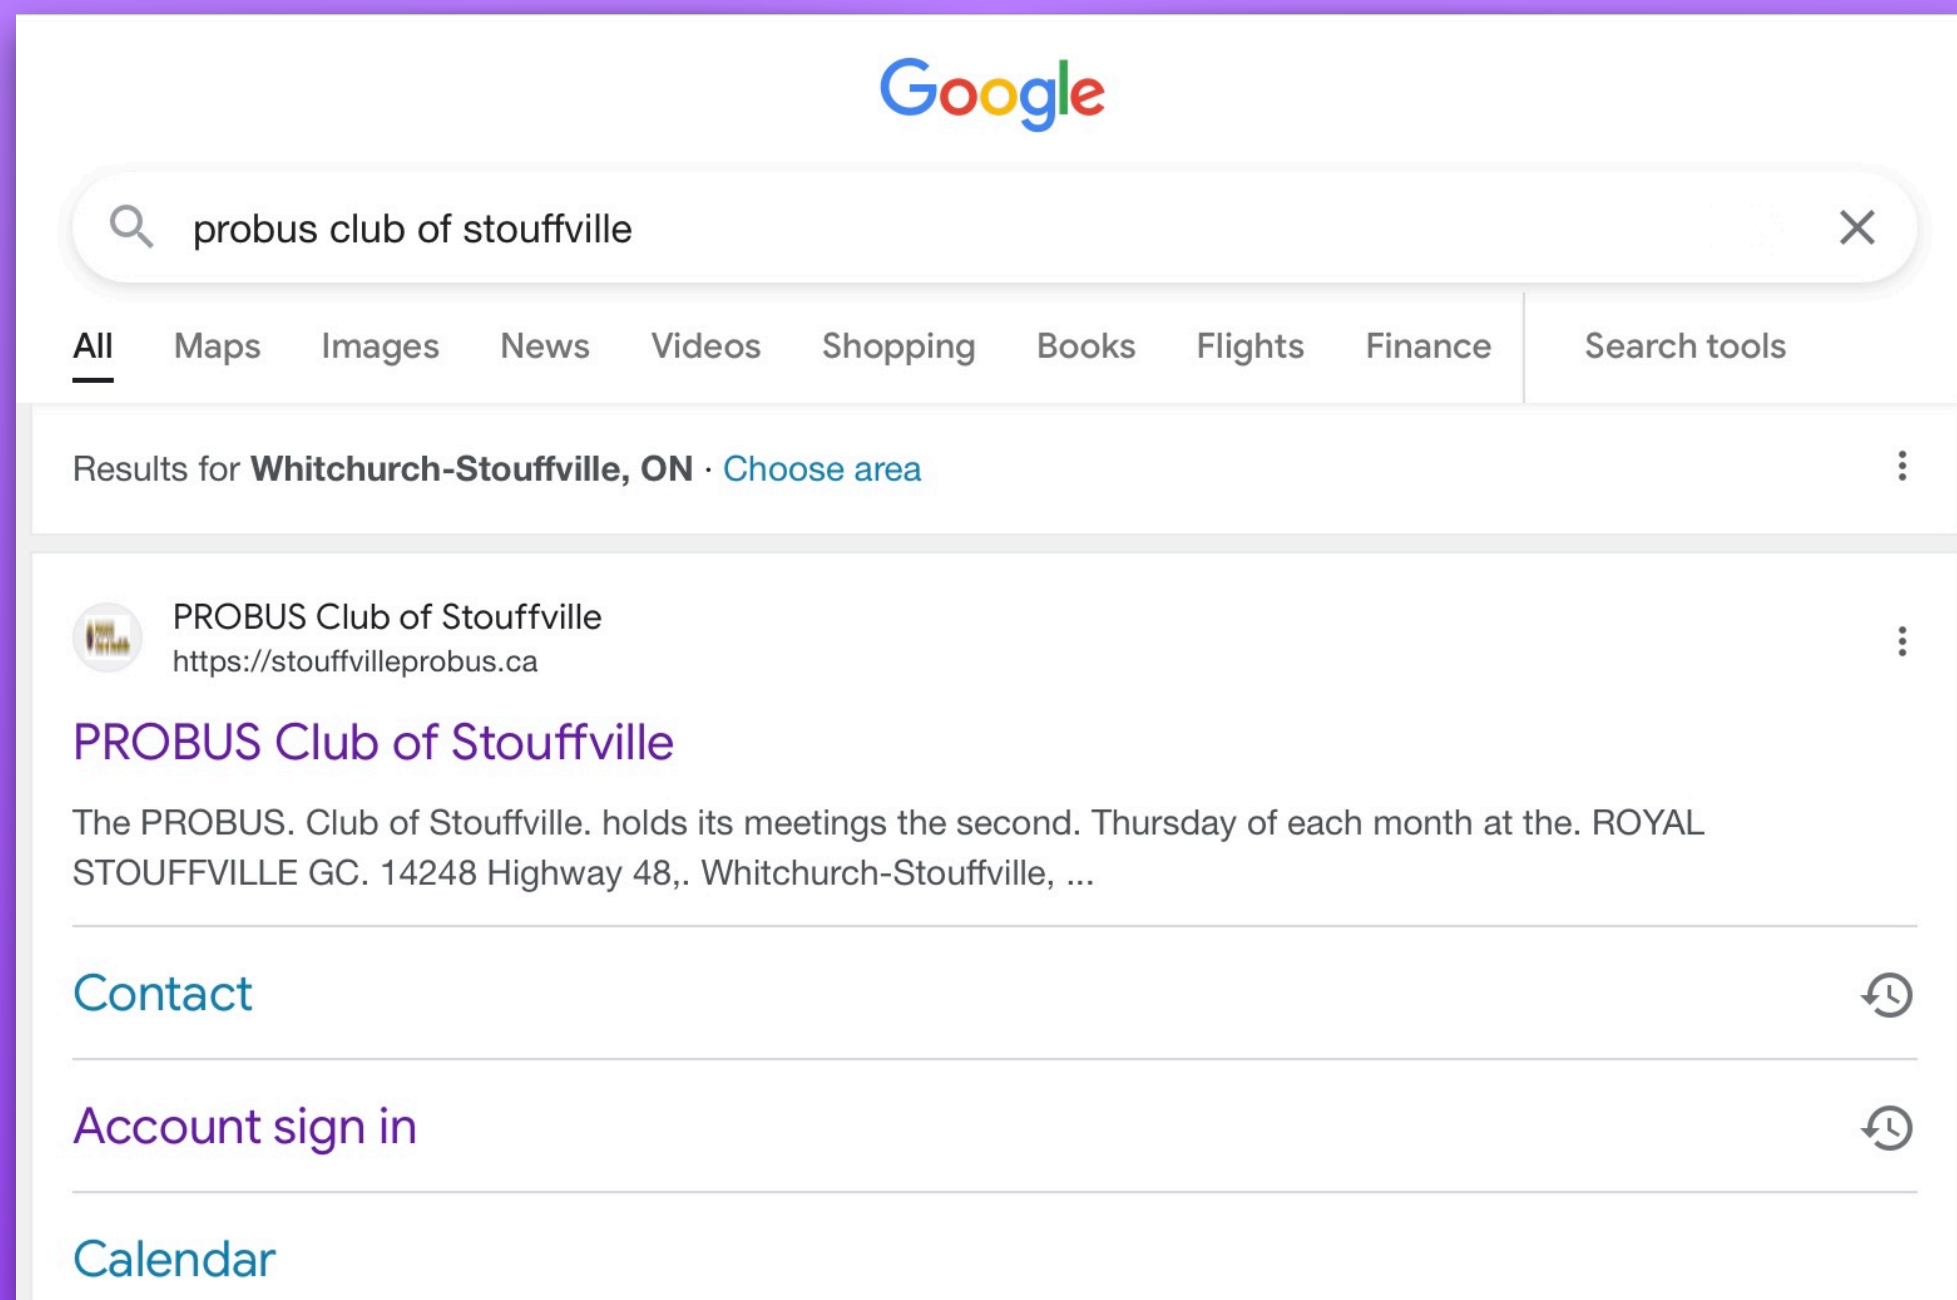 Google
probus club of stouffville
All Maps Images News Videos Shopping Books Flights Finance Search tools
Results for Whitchurch-Stouffville, ON · Choose area
PROBUS Club of Stouffville
https://stouffvilleprobus.ca
PROBUS Club of Stouffville
The PROBUS. Club of Stouffville. holds its meetings the second. Thursday of each month at the. ROYAL
STOUFFVILLE GC. 14248 Highway 48,. Whitchurch-Stouffville, ...
Contact
Account sign in
Calendar